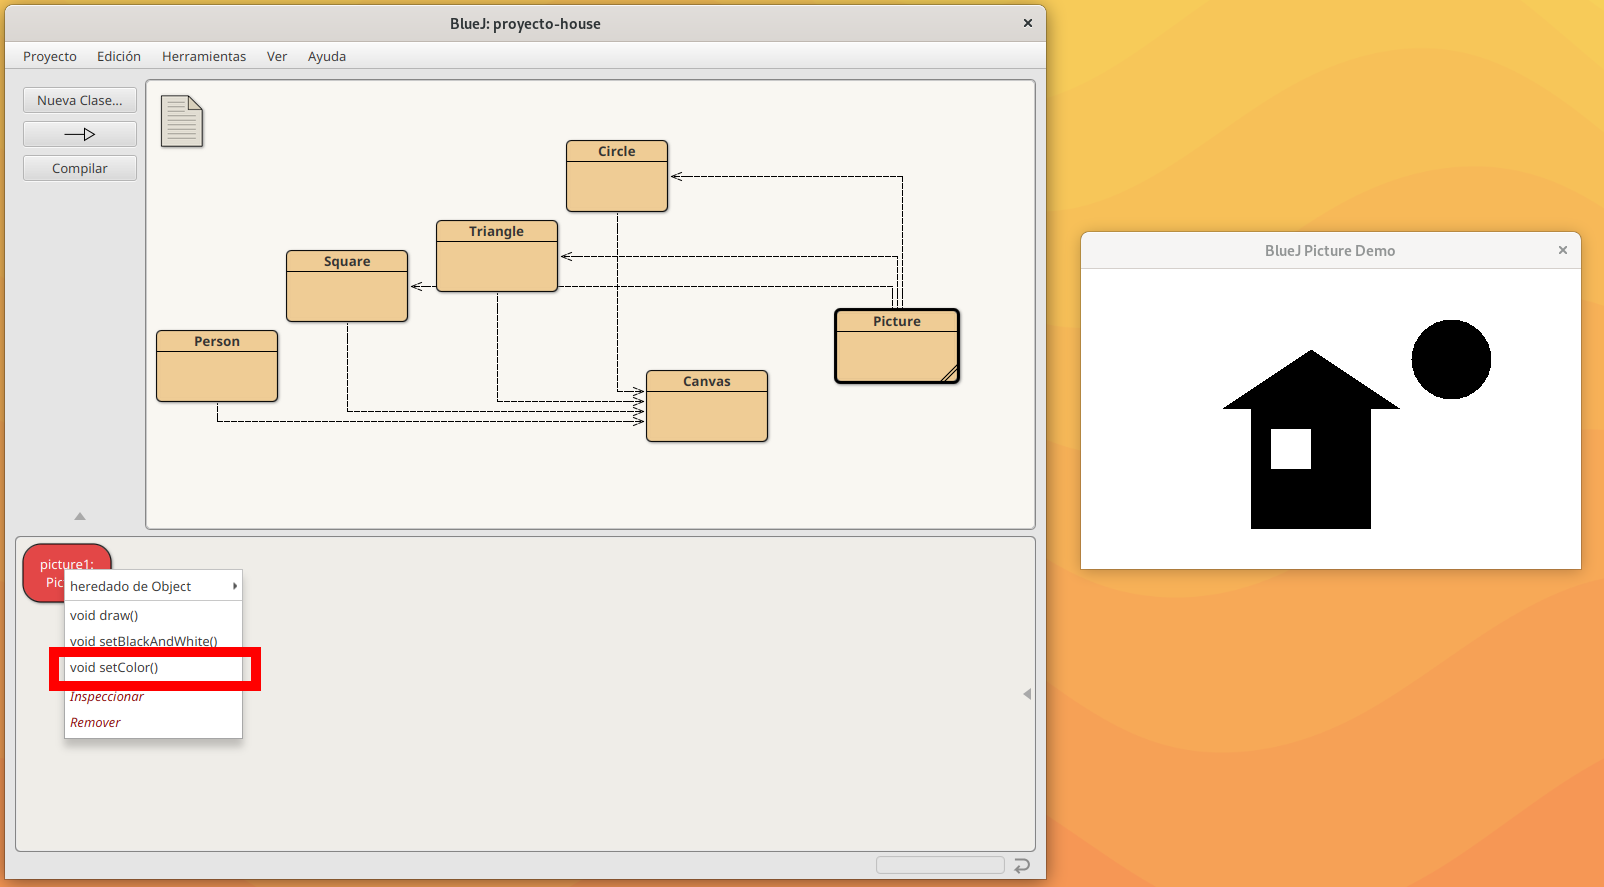 BlueJ: proyecto-house
Proyecto Edición Herramientas Ver Ayuda
Nueva Clase...
Compilar
Circle
Triangle
Square
Person
Picture
Canvas
picture1:
heredado de Object
void draw()
void setBlackAndWhite()
void setColor()
Inspeccionar
Remover
BlueJ Picture Demo